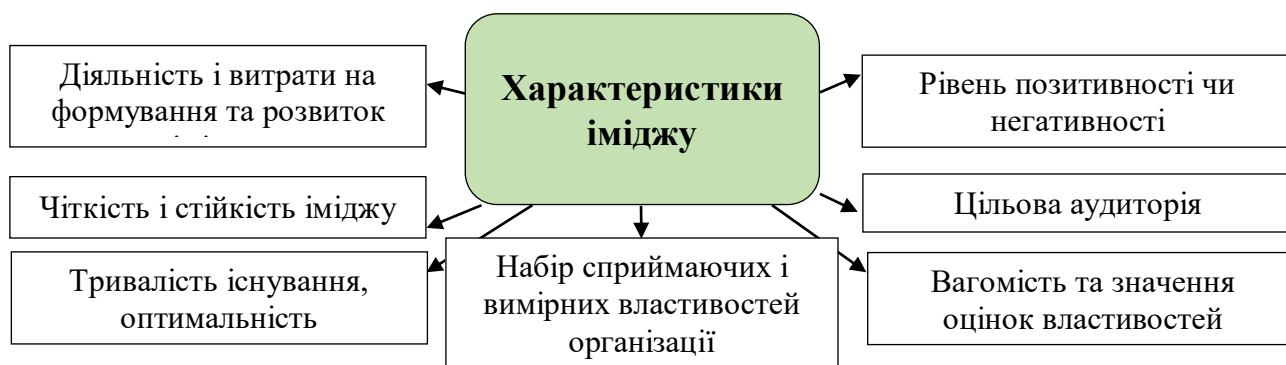 Характеристики
іміджу
Діяльність і витрати на
формування та розвиток
Рівень позитивності чи
негативності
Чіткість і стійкість іміджу
Цільова аудиторія
Тривалість існування,
оптимальність
Набір сприймаючих і
вимірних властивостей
організації
Вагомість та значення
оцінок властивостей